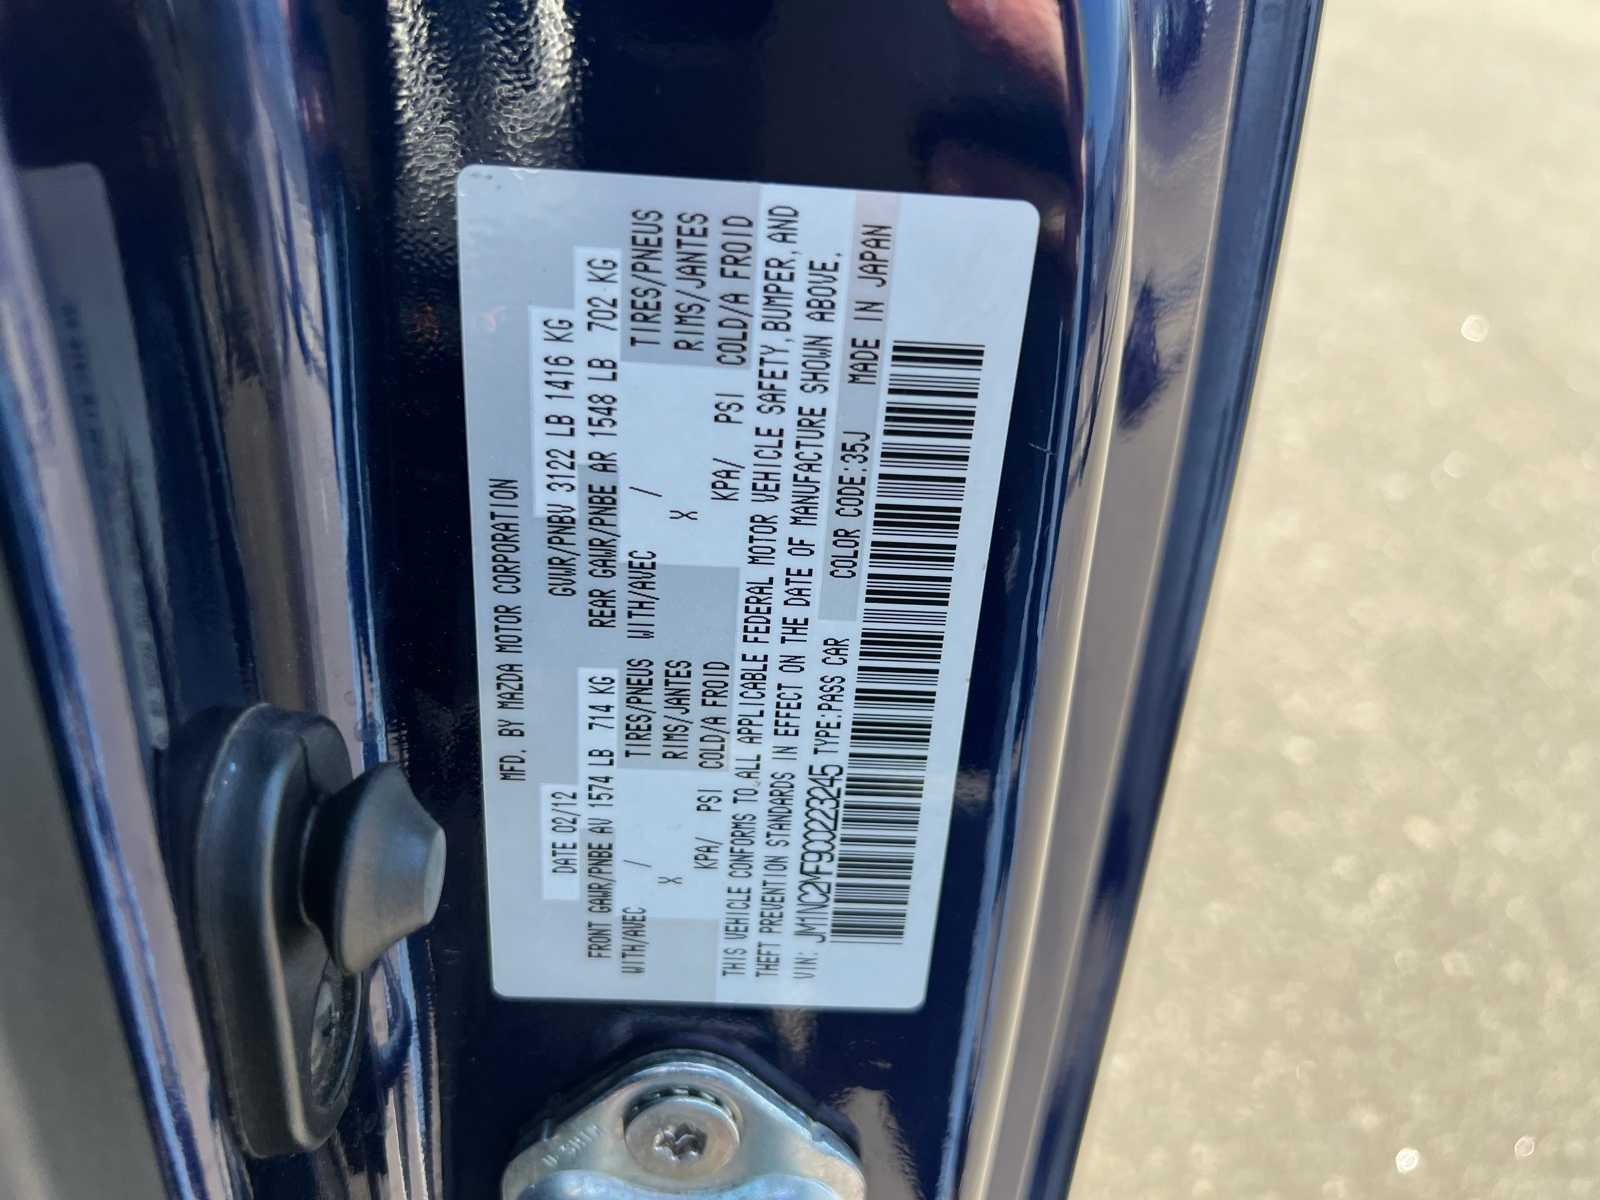 MFD. BY MAZDA MOTOR CORPORATION
DATE 02/12 GVWR/PNBV 3122 LB 1416 KG
FRONT GAWR/PNBE AV 1574 LB 714 KG REAR GAWR/PNBE AR 1548 LB 702 KG
WITH/AVEC / TIRES/PNEUS WITH/AVEC / TIRES/PNEUS
X RIMS/JANTES X RIMS/JANTES
KPA/ PSI COLD/A FROID KPA/ PSI COLD/A FROID
THIS VEHICLE CONFORMS TO ALL APPLICABLE FEDERAL MOTOR VEHICLE SAFETY, BUMPER, AND
THEFT PREVENTION STANDARDS IN EFFECT ON THE DATE OF MANUFACTURE SHOWN ABOVE.
VIN: JM1NC2MF9C0223245 TYPE:PASS CAR COLOR CODE:35J MADE IN JAPAN